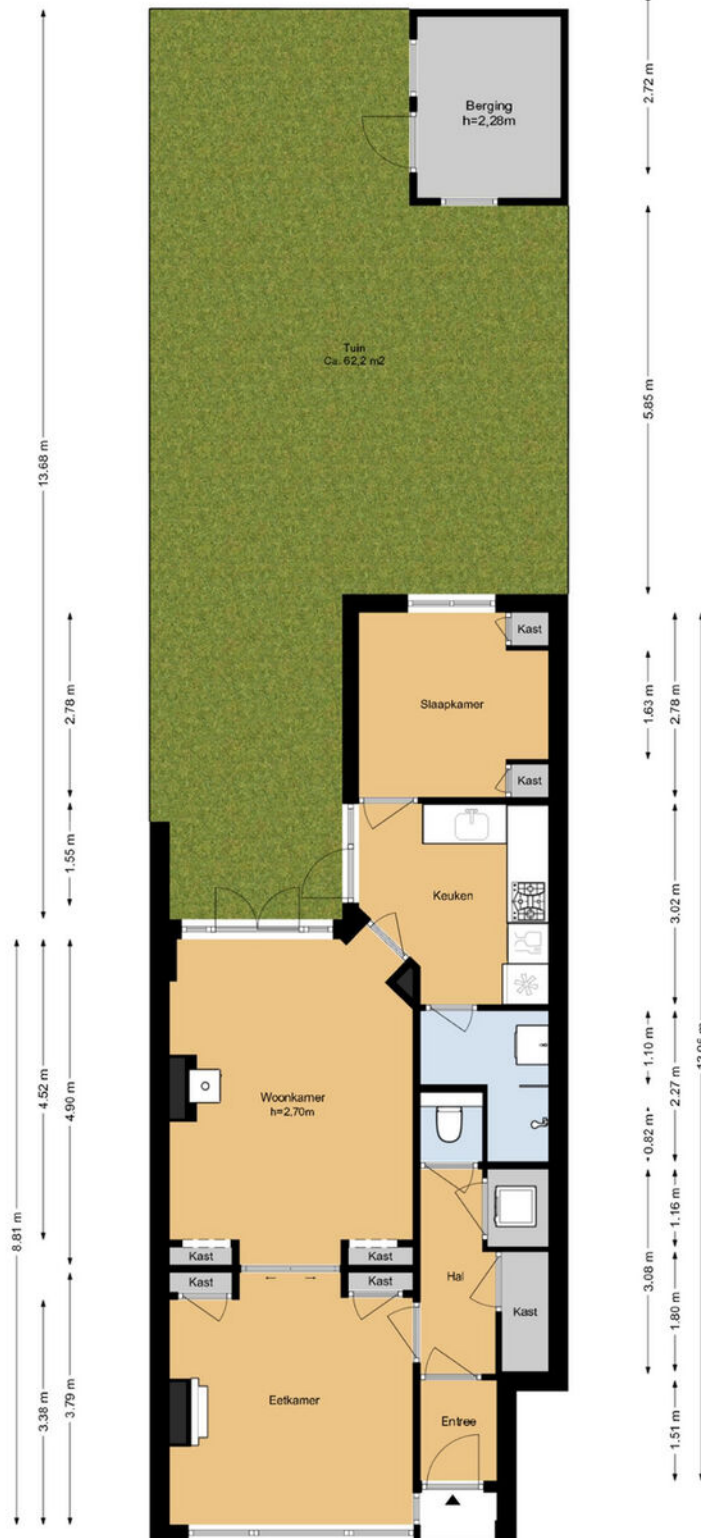 Berging
h=2,28m
2.72 m
Tuin
Ca. 62,2 m2
13.68 m
5.85 m
Kast
Slaapkamer
2.78 m
1.63 m
2.78 m
Kast
1.55 m
Keuken
3.02 m
Woonkamer
h=2,70m
4.52 m
4.90 m
8.81 m
1.10 m
2.27 m
0.82 m
Kast
Kast
Kast
Kast
Hal
Kast
1.16 m
3.08 m
1.80 m
Eetkamer
Entree
3.38 m
3.79 m
1.51 m